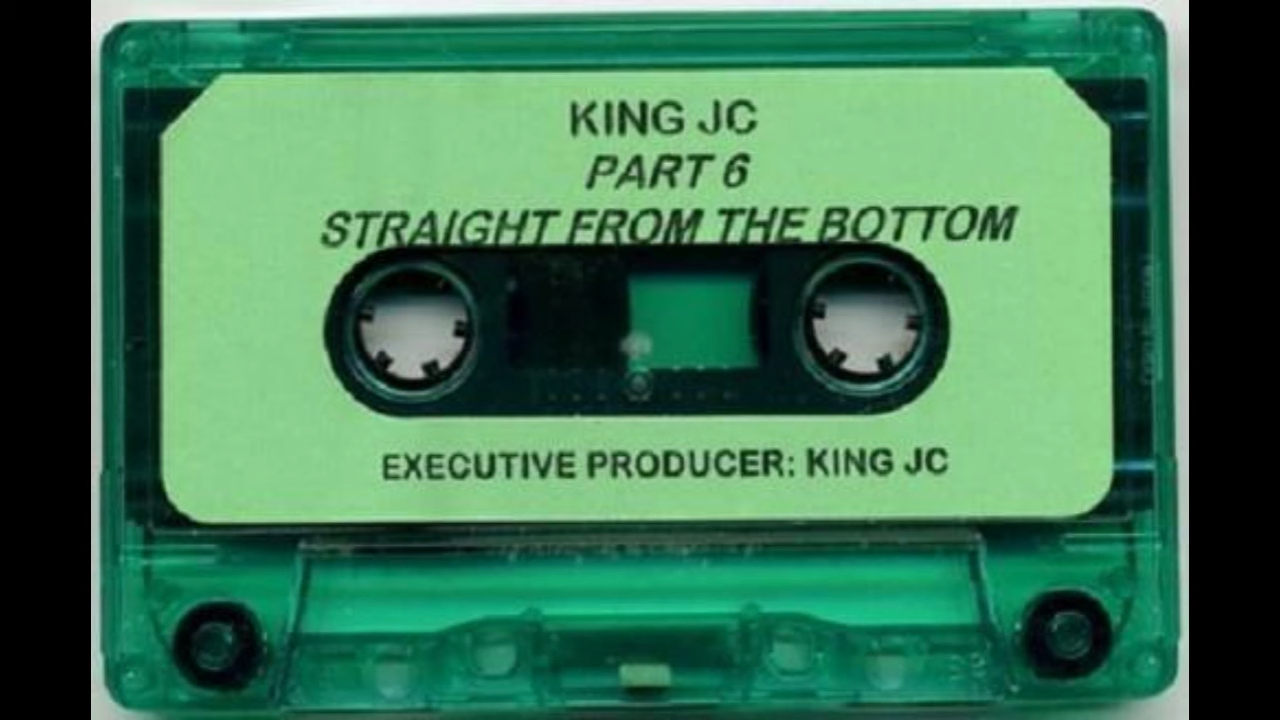 KING JC
PART 6
STRAIGHT FROM THE BOTTOM
EXECUTIVE PRODUCER: KING JC